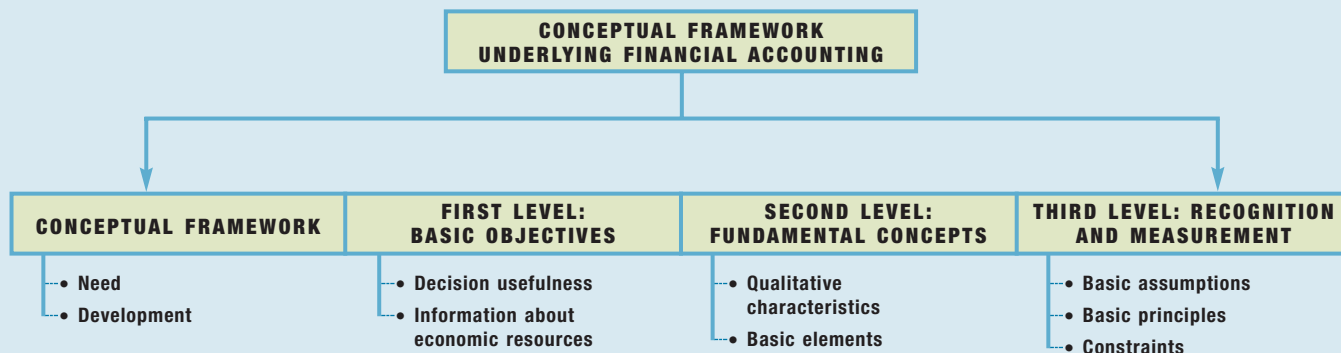 CONCEPTUAL FRAMEWORK
UNDERLYING FINANCIAL ACCOUNTING
CONCEPTUAL FRAMEWORK
• Need
• Development
FIRST LEVEL:
BASIC OBJECTIVES
• Decision usefulness
• Information about
economic resources
SECOND LEVEL:
FUNDAMENTAL CONCEPTS
• Qualitative
characteristics
• Basic elements
THIRD LEVEL: RECOGNITION
AND MEASUREMENT
• Basic assumptions
• Basic principles
• Constraints